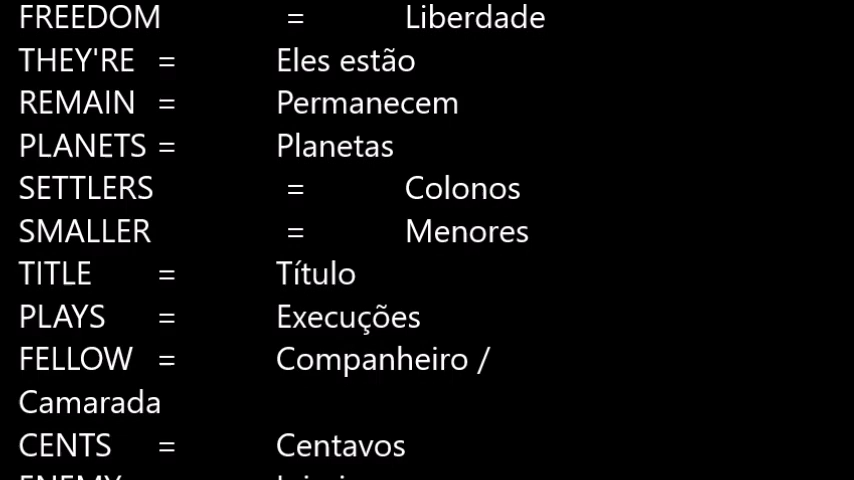 FREEDOM = Liberdade
THEY'RE = Eles estão
REMAIN = Permanecem
PLANETS = Planetas
SETTLERS = Colonos
SMALLER = Menores
TITLE = Título
PLAYS = Execuções
FELLOW = Companheiro /
Camarada
CENTS = Centavos
ENEMY